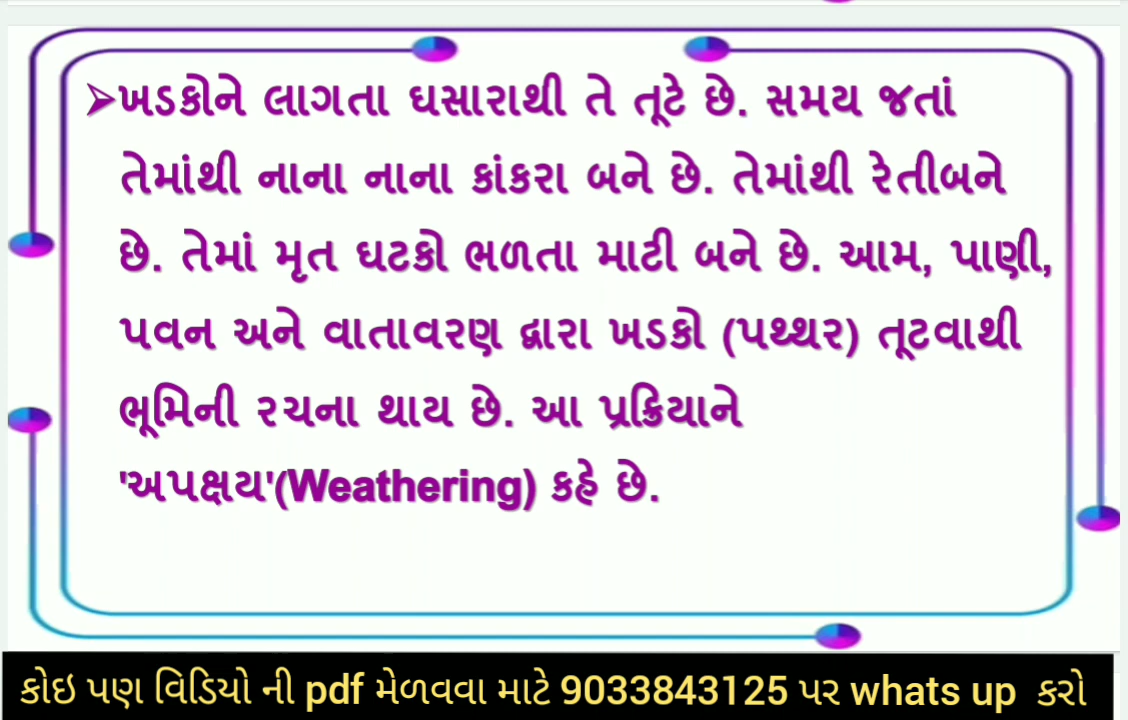 ➢ખડકોને લાગતા ઘસારાથી તે તૂટે છે. સમય જતાં
તેમાંથી નાના નાના કાંકરા બને છે. તેમાંથી રેતીબને
છે. તેમાં મૃત ઘટકો ભળતા માટી બને છે. આમ, પાણી,
પવન અને વાતાવરણ દ્વારા ખડકો (પથ્થર) તૂટવાથી
ભૂમિની રચના થાય છે. આ પ્રક્રિયાને
'અપક્ષય'(Weathering) કહે છે.
કોઇ પણ વિડિયો ની pdf મેળવવા માટે 9033843125 પર whats up કરો